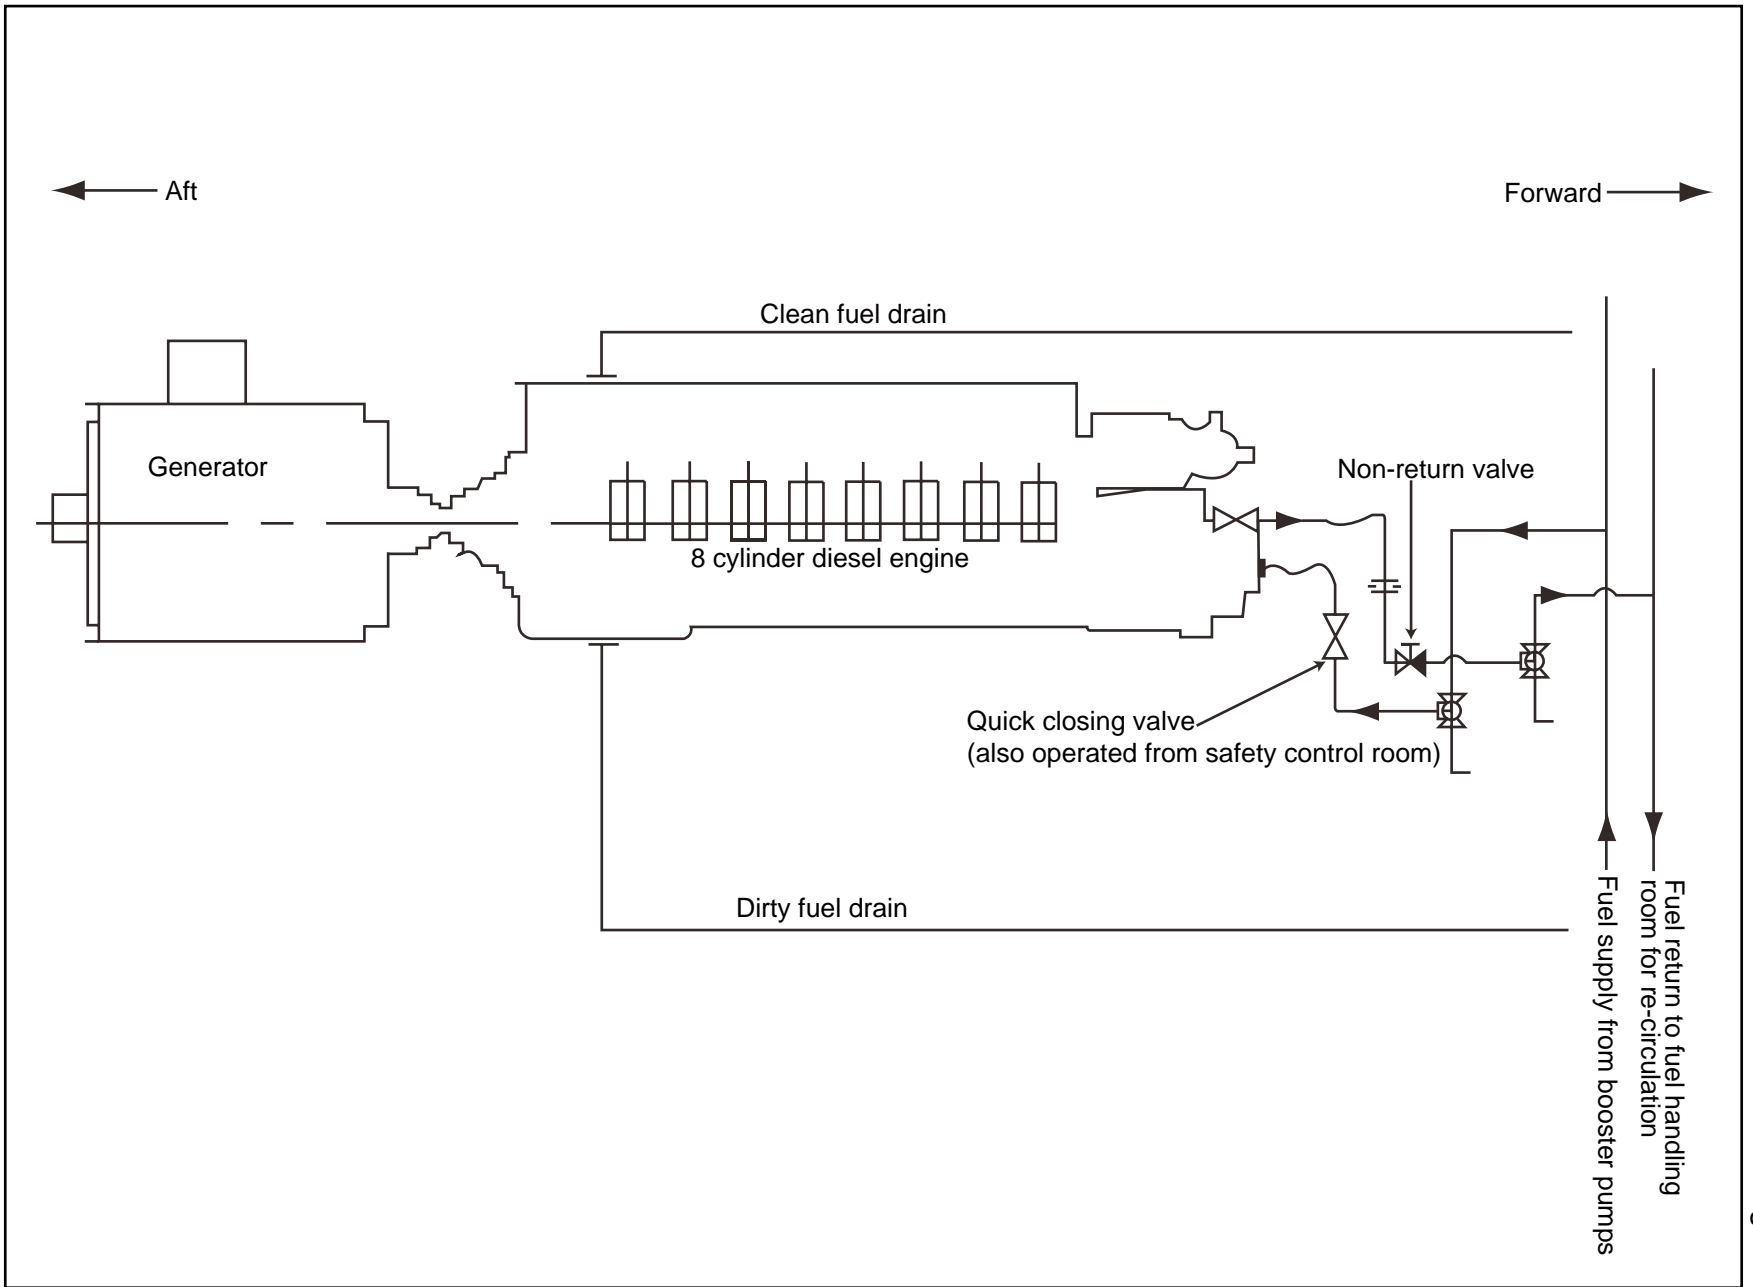 Aft
Forward
Clean fuel drain
Generator
Non-return valve
8 cylinder diesel engine
Quick closing valve
(also operated from safety control room)
Dirty fuel drain
Fuel return to fuel handling
room for re-circulation
Fuel supply from booster pumps